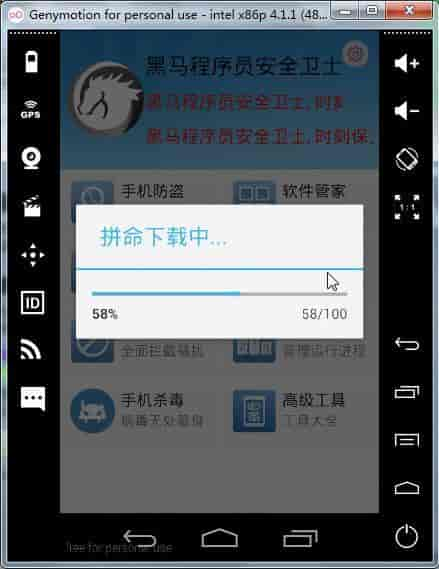 Genymotion for personal use - intel x86p 4.1.1 (48...
GPS
ID
黑马程序员安全卫士
黑马程序员安全卫士,时刻
黑马程序员安全卫士,时刻保,
手机防盗
软件管家
拼命下载中...
58%
58/100
全面拦截骚扰
管理运行进程
手机杀毒
高级工具
病毒无处藏身
工具大全
1:1
free for personal use